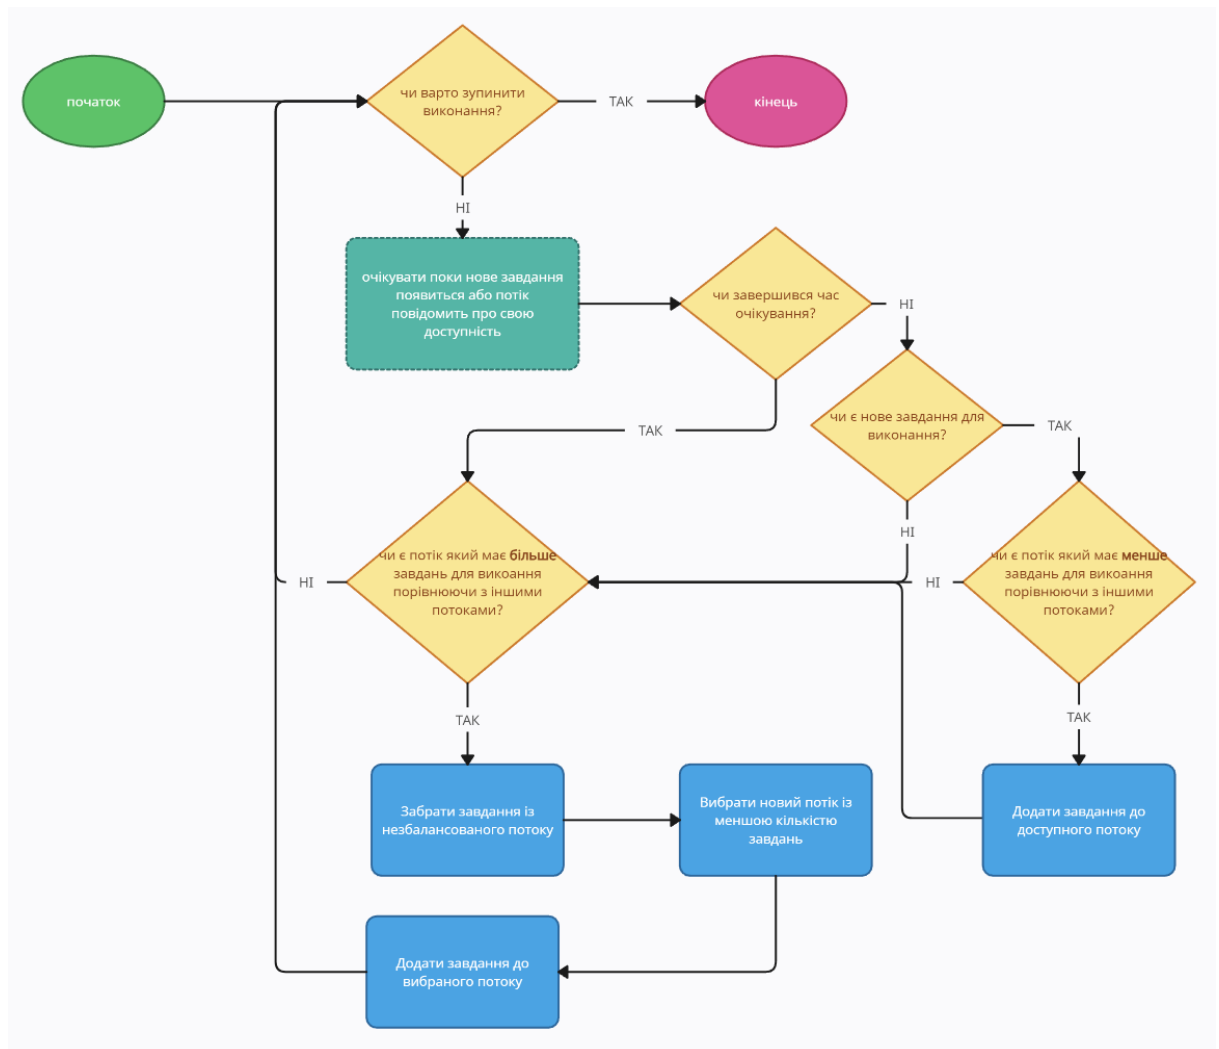 початок
чи варто зупинити
виконання?
ТАК
кінець
НІ
очікувати поки нове завдання
появиться або потік
повідомить про свою
доступність
чи завершився час
очікування?
НІ
ТАК
чи є нове завдання для
виконання?
ТАК
НІ
чи є потік який має більше
завдань для викоання
порівнюючи з іншими
потоками?
НІ
чи є потік який має менше
завдань для викоання
порівнюючи з іншими
потоками?
НІ
ТАК
ТАК
Забрати завдання із
незбалансованого потоку
Вибрати новий потік із
меншою кількістю
завдань
Додати завдання до
доступного потоку
Додати завдання до
вибраного потоку